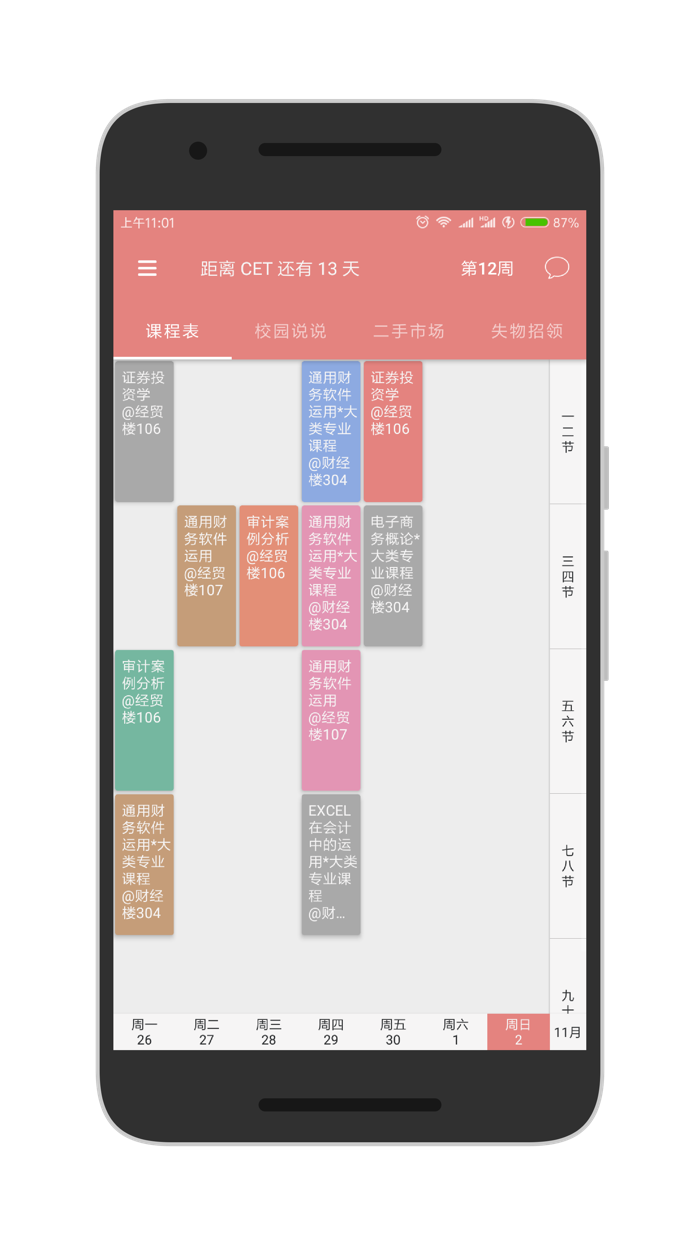 上午11:01
HD
87%
距离 CET 还有 13 天
第12周
课程表
校园说说
二手市场
失物招领
证券投
资学
@经贸
楼106
通用财
务软件
运用*大
类专业
课程
@财经
楼304
证券投
资学
@经贸
楼106
一
二
节
通用财
务软件
运用
@经贸
楼107
审计案
例分析
@经贸
楼106
通用财
务软件
运用*大
类专业
课程
@财经
楼304
电子商
务概论*
大类专
业课程
@财经
楼304
三
四
节
审计案
例分析
@经贸
楼106
通用财
务软件
运用
@经贸
楼107
五
六
节
通用财
务软件
运用*大
类专业
课程
@财经
楼304
EXCEL
在会计
中的运
用*大类
专业课
程
@财...
七
八
节
九
十
周一
26
周二
27
周三
28
周四
29
周五
30
周六
1
周日
2
11月